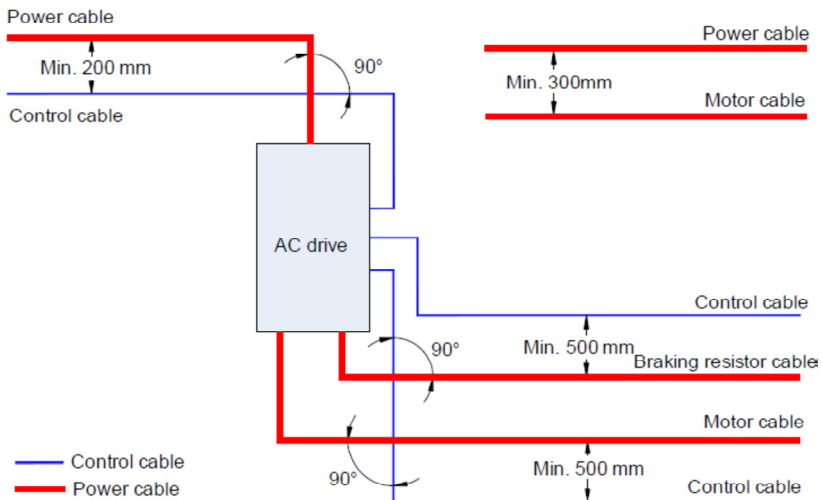 Power cable
Min. 200 mm
90°
Control cable
Power cable
Min. 300mm
Motor cable
AC drive
Control cable
Min. 500 mm
90°
Braking resistor cable
Motor cable
90°
Min. 500 mm
Control cable
Control cable
Power cable